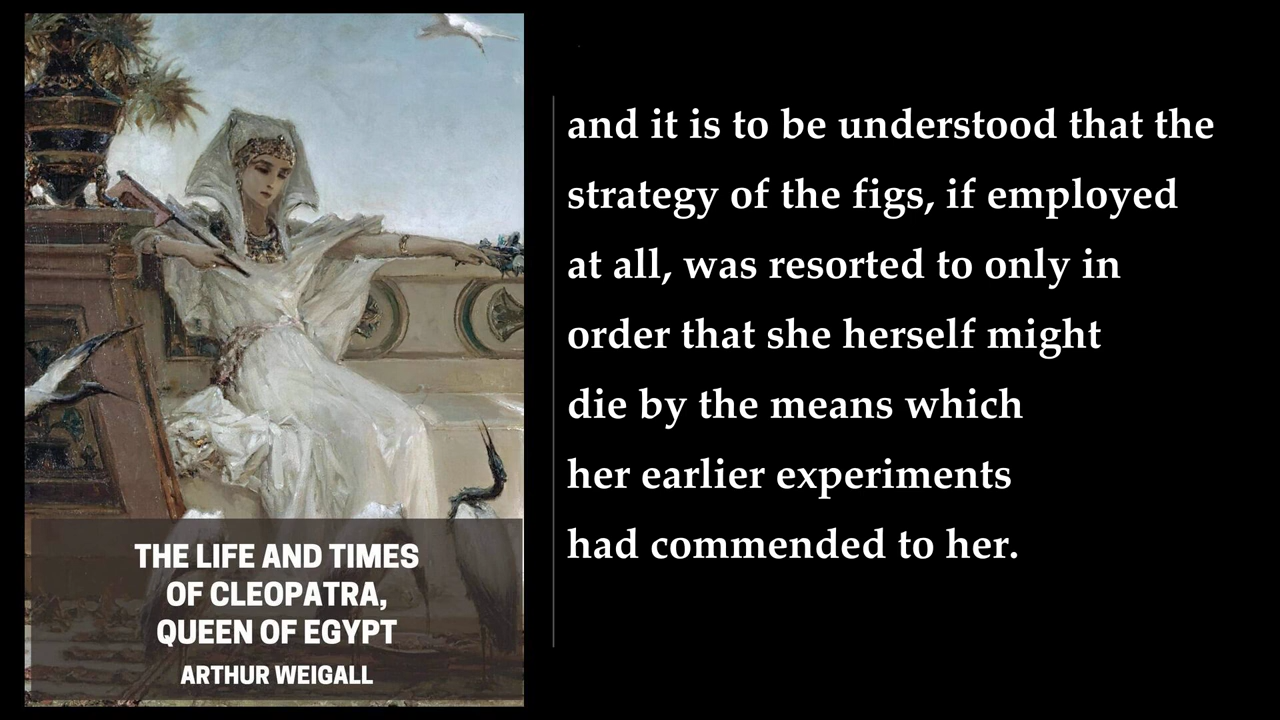 THE LIFE AND TIMES
OF CLEOPATRA,
QUEEN OF EGYPT
ARTHUR WEIGALL
and it is to be understood that the
strategy of the figs, if employed
at all, was resorted to only in
order that she herself might
die by the means which
her earlier experiments
had commended to her.